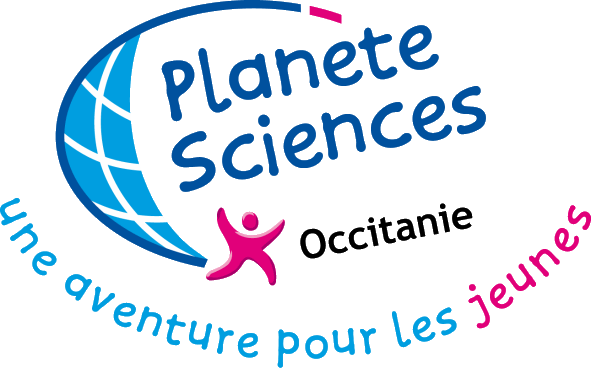 Planete
Sciences
Occitanie
une aventure pour les jeunes